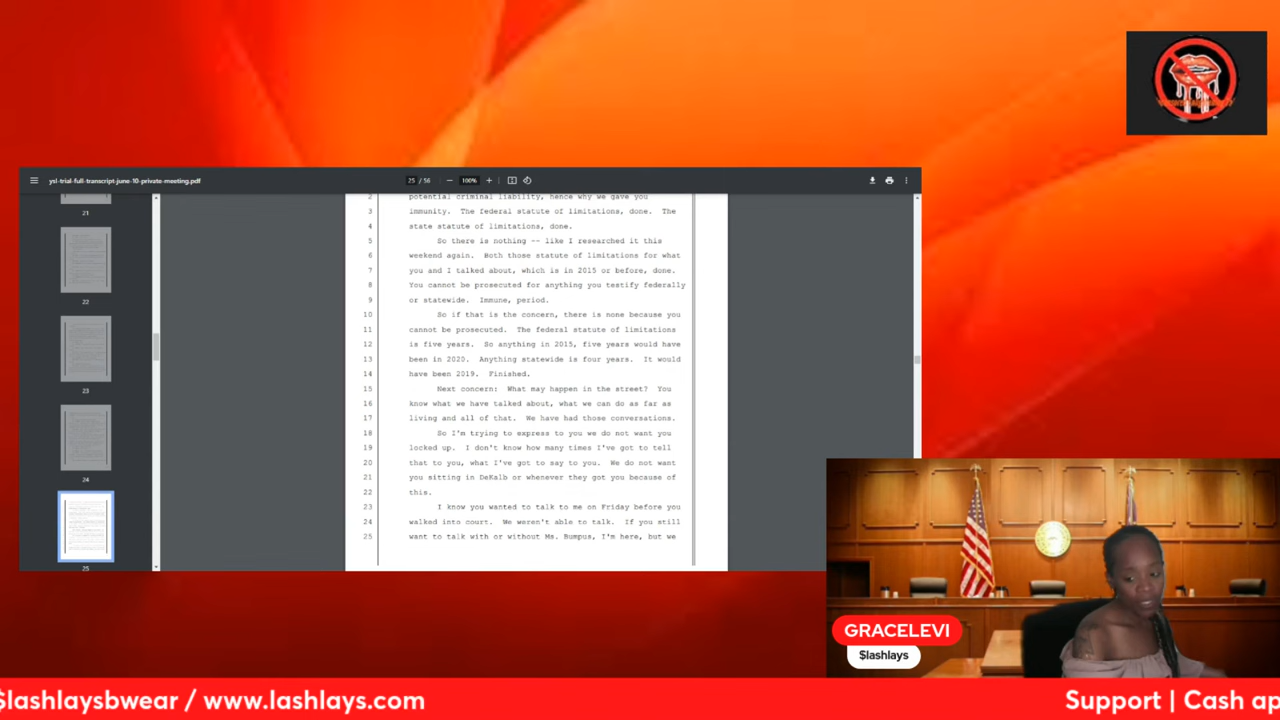 ysl-trial-full-transcript-june-10-private-meeting.pdf
25 / 56
100%
21
22
23
24
25
2 potential criminal liability, hence why we gave you
3 immunity. The federal statute of limitations, done. The
4 state statute of limitations, done.
5 So there is nothing -- like I researched it this
6 weekend again. Both those statute of limitations for what
7 you and I talked about, which is in 2015 or before, done.
8 You cannot be prosecuted for anything you testify federally
9 or statewide. Immune, period.
10 So if that is the concern, there is none because you
11 cannot be prosecuted. The federal statute of limitations
12 is five years. So anything in 2015, five years would have
13 been in 2020. Anything statewide is four years. It would
14 have been 2019. Finished.
15 Next concern: What may happen in the street? You
16 know what we have talked about, what we can do as far as
17 living and all of that. We have had those conversations.
18 So I'm trying to express to you we do not want you
19 locked up. I don't know how many times I've got to tell
20 that to you, what I've got to say to you. We do not want
21 you sitting in DeKalb or whenever they got you because of
22 this.
23 I know you wanted to talk to me on Friday before you
24 walked into court. We weren't able to talk. If you still
25 want to talk with or without Ms. Bumpus, I'm here, but we
GRACELEVI
$lashlays
$lashlaysbwear / www.lashlays.com
Support | Cash ap